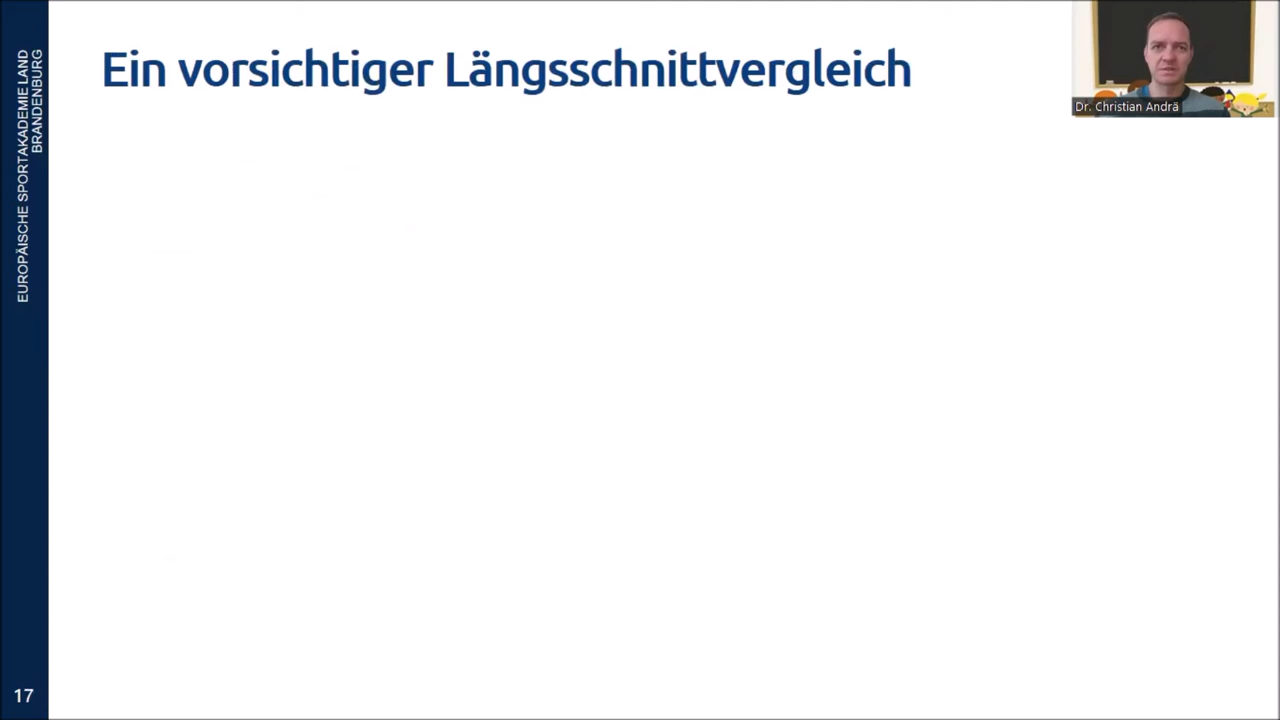 Ein vorsichtiger Längsschnittvergleich
Dr. Christian Andrä
EUROPÄISCHE SPORTAKADEMIE LAND
BRANDENBURG
17